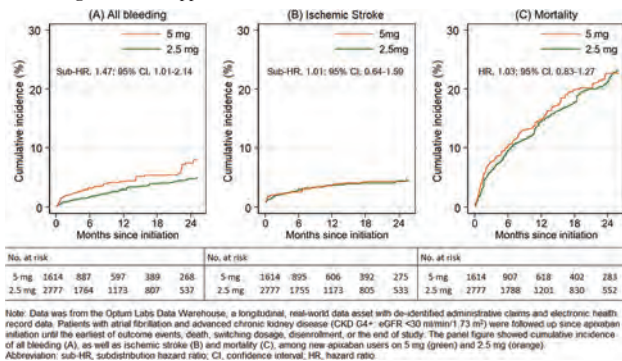 (A) All bleeding
(B) Ischemic Stroke
(C) Mortality
30
5 mg
2.5 mg
Sub-HR, 1.47; 95% CI, 1.01-2.14
20
10
0
Cumulative incidence (%)
0 6 12 18 24
Months since initiation
30
5mg
2.5mg
Sub-HR, 1.01; 95% CI, 0.64-1.59
20
10
0
Cumulative incidence (%)
0 6 12 18 24
Months since initiation
30
5 mg
2.5 mg
HR, 1.03; 95% CI, 0.83-1.27
20
10
0
Cumulative incidence (%)
0 6 12 18 24
Months since initiation
No. at risk
5 mg 1614 887 597 389 268
2.5 mg 2777 1764 1173 807 537
No. at risk
5 mg 1614 895 606 392 275
2.5 mg 2777 1755 1173 805 533
No. at risk
5 mg 1614 907 618 402 283
2.5 mg 2777 1788 1201 830 552
Note: Data was from the Optum Labs Data Warehouse, a longitudinal, real-world data asset with de-identified administrative claims and electronic health
record data. Patients with atrial fibrillation and advanced chronic kidney disease (CKD G4+: eGFR <30 ml/min/1.73 m²) were followed up since apixaban
initiation until the earliest of outcome events, death, switching dosage, disenrollment, or the end of study. The panel figure showed cumulative incidence
of all bleeding (A), as well as ischemic stroke (B) and mortality (C), among new apixaban users on 5 mg (green) and 2.5 mg (orange).
Abbreviation: sub-HR, subdistribution hazard ratio; CI, confidence interval; HR, hazard ratio